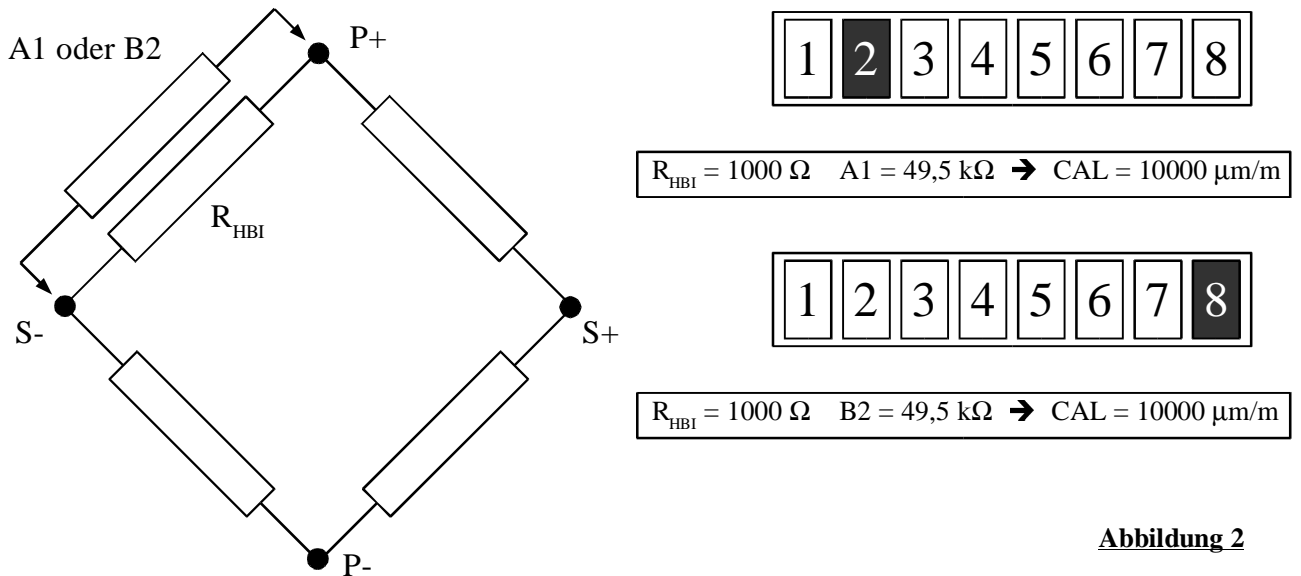 A1 oder B2
P+
R_HBI
S-
S+
P-
1 2 3 4 5 6 7 8
R_HBI = 1000 Ω A1 = 49,5 kΩ ➔ CAL = 10000 µm/m
1 2 3 4 5 6 7 8
R_HBI = 1000 Ω B2 = 49,5 kΩ ➔ CAL = 10000 µm/m
Abbildung 2